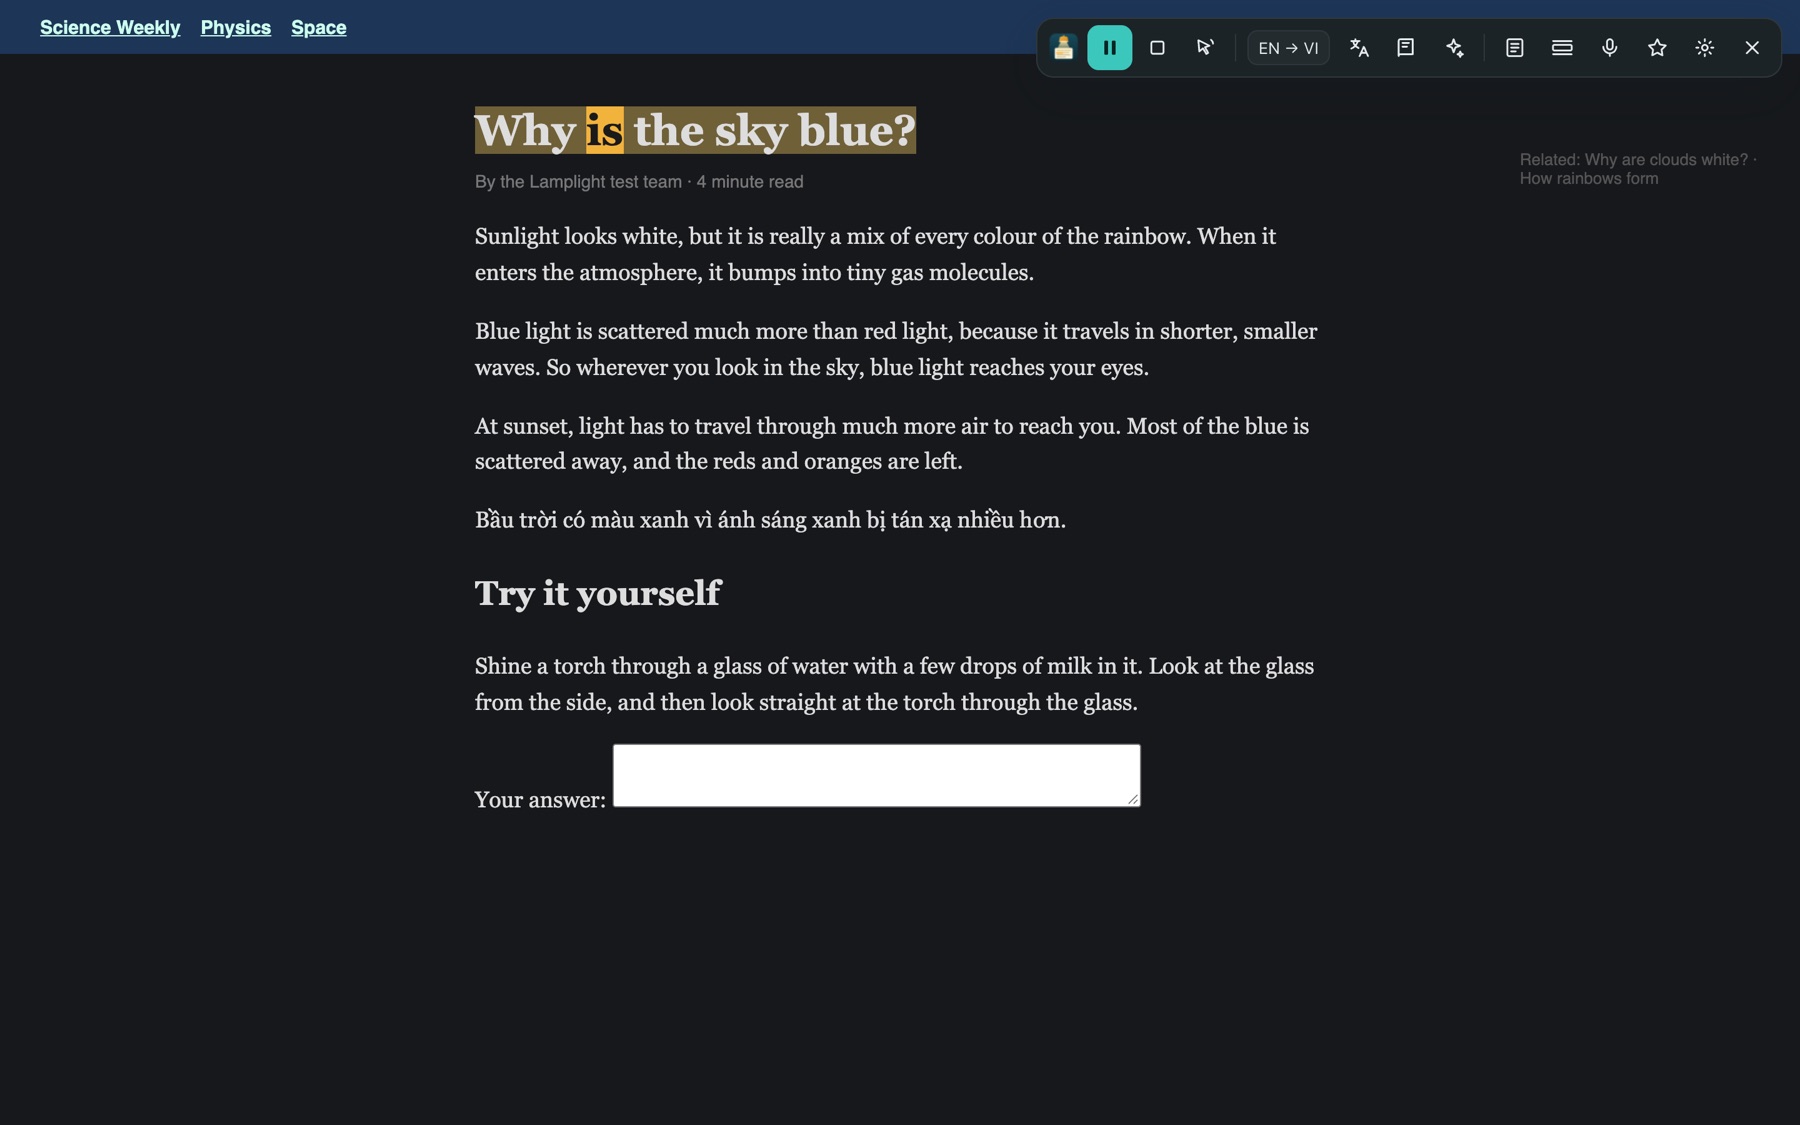 Science Weekly Physics Space
EN → VI
Why is the sky blue?
By the Lamplight test team · 4 minute read
Related: Why are clouds white? ·
How rainbows form
Sunlight looks white, but it is really a mix of every colour of the rainbow. When it
enters the atmosphere, it bumps into tiny gas molecules.
Blue light is scattered much more than red light, because it travels in shorter, smaller
waves. So wherever you look in the sky, blue light reaches your eyes.
At sunset, light has to travel through much more air to reach you. Most of the blue is
scattered away, and the reds and oranges are left.
Bầu trời có màu xanh vì ánh sáng xanh bị tán xạ nhiều hơn.
Try it yourself
Shine a torch through a glass of water with a few drops of milk in it. Look at the glass
from the side, and then look straight at the torch through the glass.
Your answer: